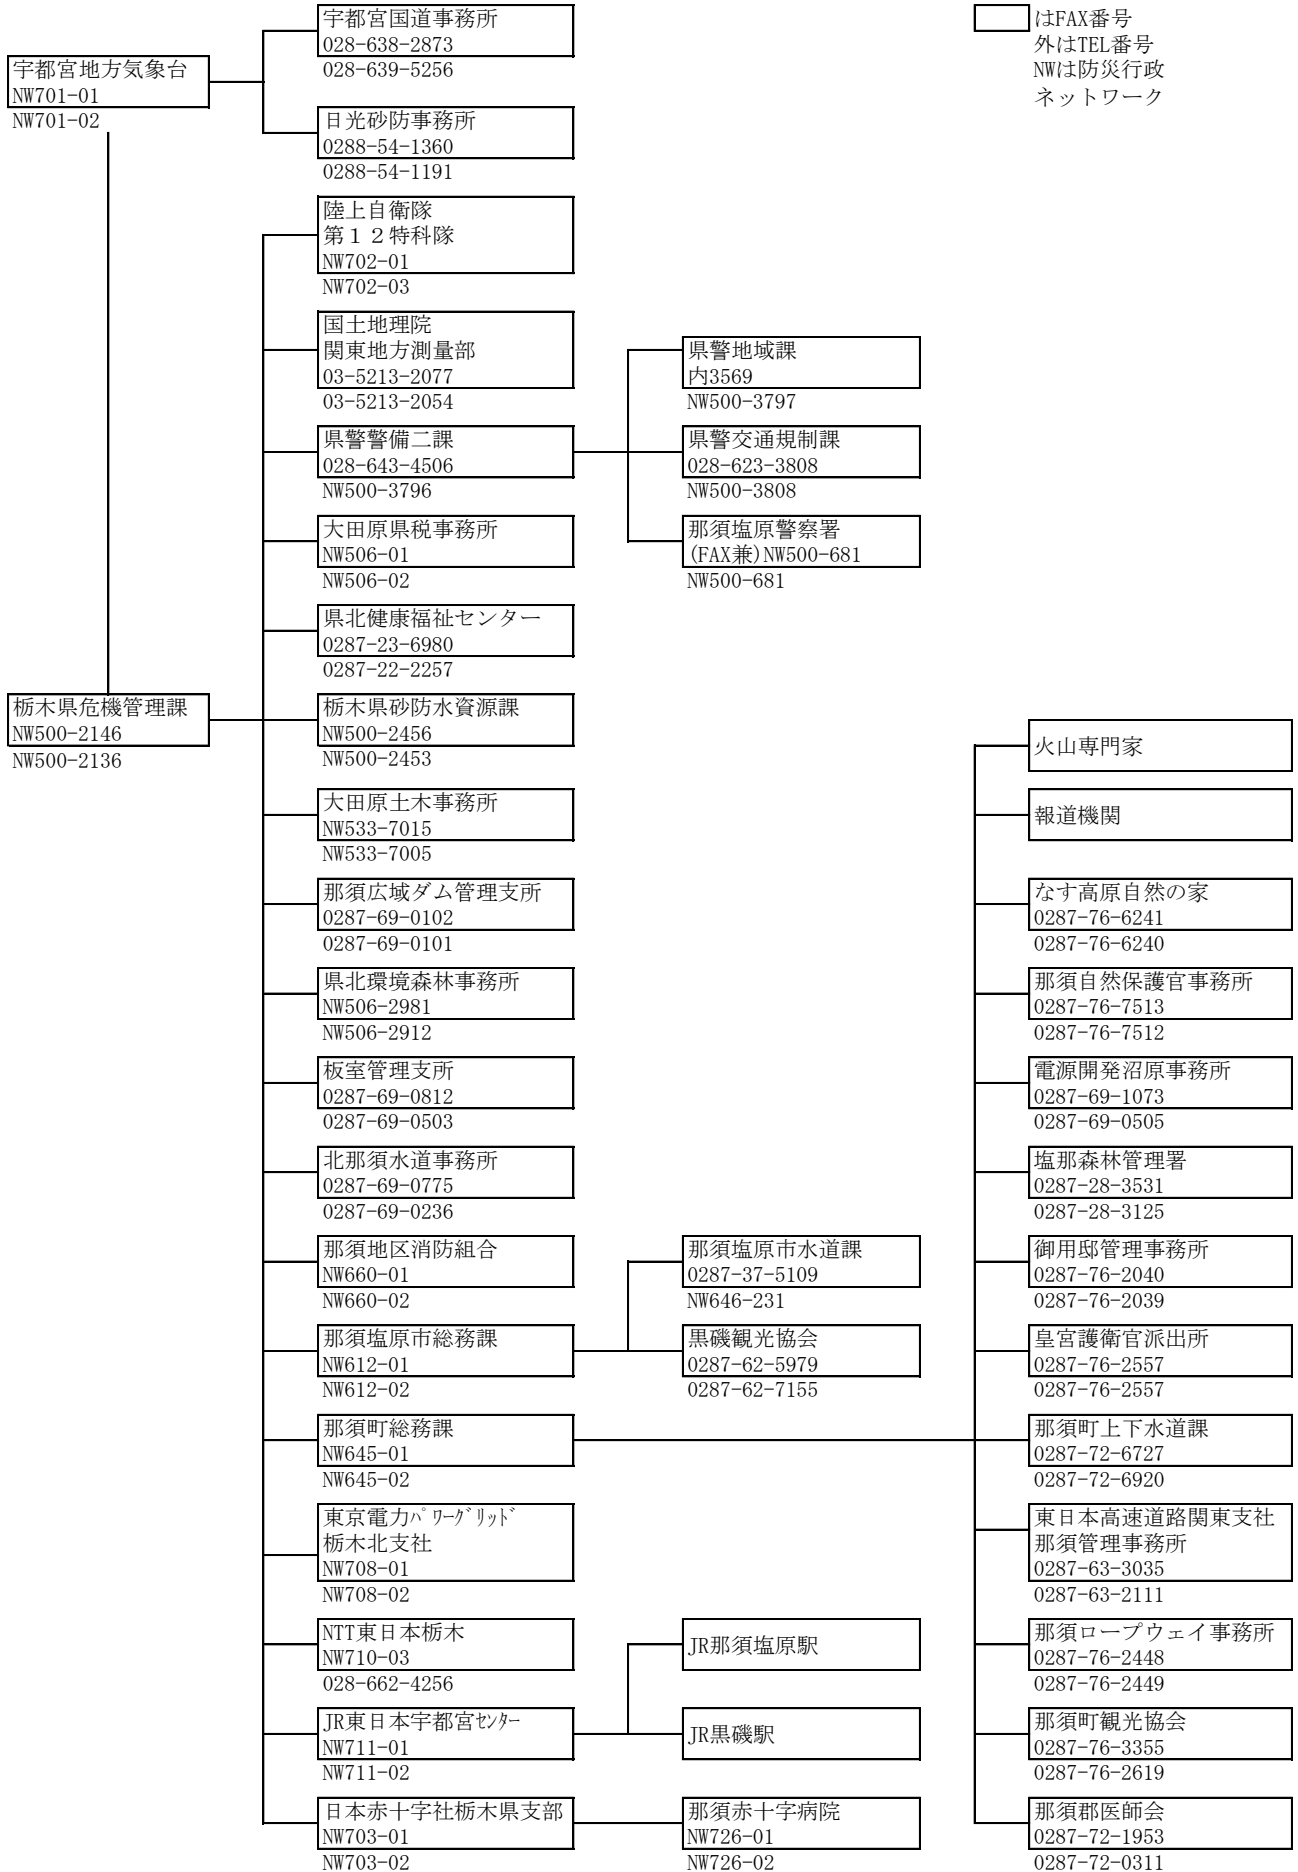 宇都宮地方気象台
NW701-01
NW701-02
栃木県危機管理課
NW500-2146
NW500-2136
宇都宮国道事務所
028-638-2873
028-639-5256
日光砂防事務所
0288-54-1360
0288-54-1191
陸上自衛隊
第１２特科隊
NW702-01
NW702-03
国土地理院
関東地方測量部
03-5213-2077
03-5213-2054
県警警備二課
028-643-4506
NW500-3796
大田原県税事務所
NW506-01
NW506-02
県北健康福祉センター
0287-23-6980
0287-22-2257
栃木県砂防水資源課
NW500-2456
NW500-2453
大田原土木事務所
NW533-7015
NW533-7005
那須広域ダム管理支所
0287-69-0102
0287-69-0101
県北環境森林事務所
NW506-2981
NW506-2912
板室管理支所
0287-69-0812
0287-69-0503
北那須水道事務所
0287-69-0775
0287-69-0236
那須地区消防組合
NW660-01
NW660-02
那須塩原市総務課
NW612-01
NW612-02
那須町総務課
NW645-01
NW645-02
東京電力ﾊﾟﾜｰｸﾞﾘｯﾄﾞ
栃木北支社
NW708-01
NW708-02
NTT東日本栃木
NW710-03
028-662-4256
JR東日本宇都宮ｾﾝﾀｰ
NW711-01
NW711-02
日本赤十字社栃木県支部
NW703-01
NW703-02
県警地域課
内3569
NW500-3797
県警交通規制課
028-623-3808
NW500-3808
那須塩原警察署
(FAX兼)NW500-681
NW500-681
那須塩原市水道課
0287-37-5109
NW646-231
黒磯観光協会
0287-62-5979
0287-62-7155
JR那須塩原駅
JR黒磯駅
那須赤十字病院
NW726-01
NW726-02
はFAX番号
外はTEL番号
NWは防災行政
ネットワーク
火山専門家
報道機関
なす高原自然の家
0287-76-6241
0287-76-6240
那須自然保護官事務所
0287-76-7513
0287-76-7512
電源開発沼原事務所
0287-69-1073
0287-69-0505
塩那森林管理署
0287-28-3531
0287-28-3125
御用邸管理事務所
0287-76-2040
0287-76-2039
皇宮護衛官派出所
0287-76-2557
0287-76-2557
那須町上下水道課
0287-72-6727
0287-72-6920
東日本高速道路関東支社
那須管理事務所
0287-63-3035
0287-63-2111
那須ロープウェイ事務所
0287-76-2448
0287-76-2449
那須町観光協会
0287-76-3355
0287-76-2619
那須郡医師会
0287-72-1953
0287-72-0311